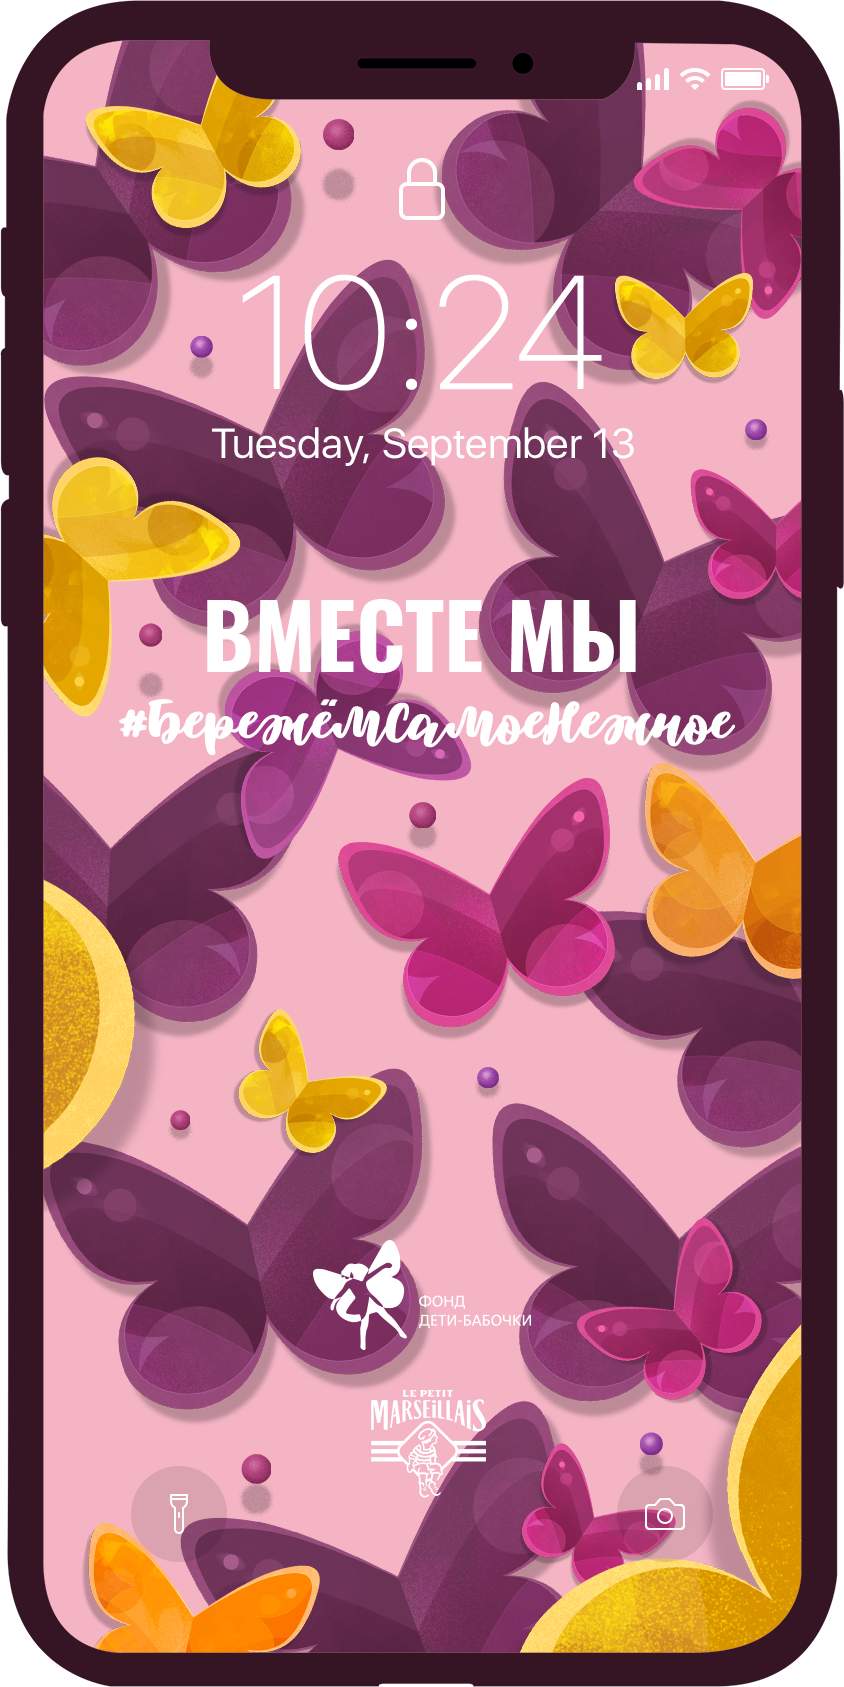 10:24
Tuesday, September 13
ВМЕСТЕ МЫ
#БережёмСамоеНежное
ФОНД
ДЕТИ-БАБОЧКИ
LE PETIT
MARSEiLLAiS